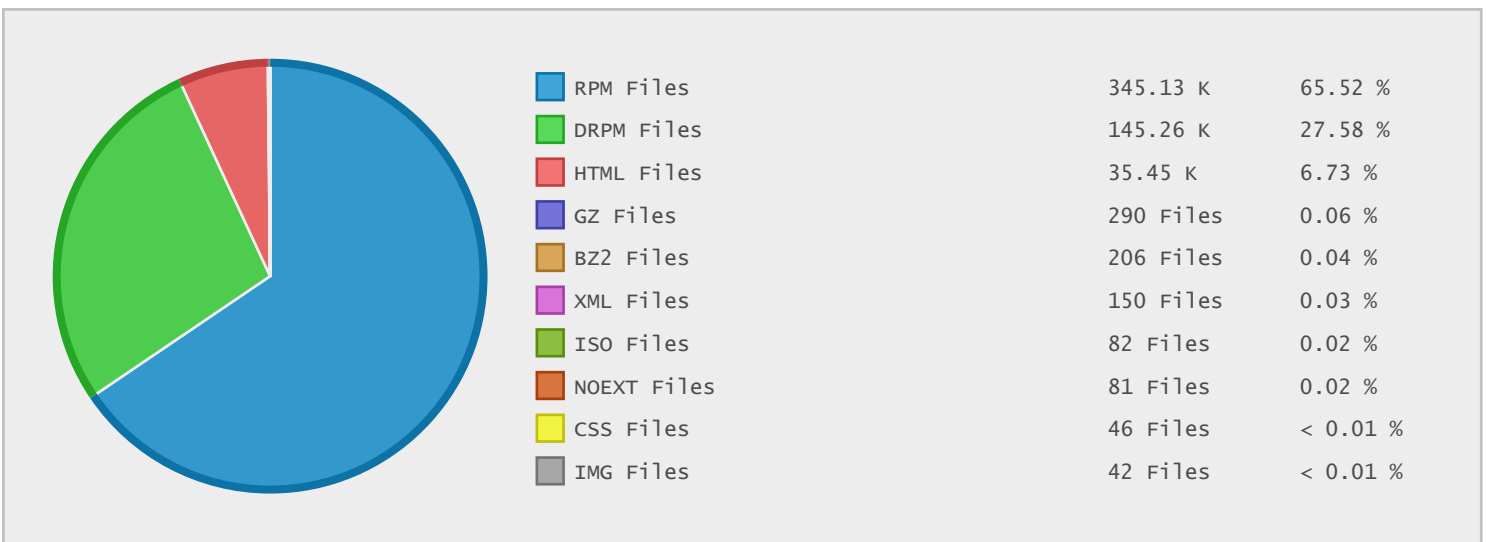 RPM Files 345.13 K 65.52 %
DRPM Files 145.26 K 27.58 %
HTML Files 35.45 K 6.73 %
GZ Files 290 Files 0.06 %
BZ2 Files 206 Files 0.04 %
XML Files 150 Files 0.03 %
ISO Files 82 Files 0.02 %
NOEXT Files 81 Files 0.02 %
CSS Files 46 Files < 0.01 %
IMG Files 42 Files < 0.01 %